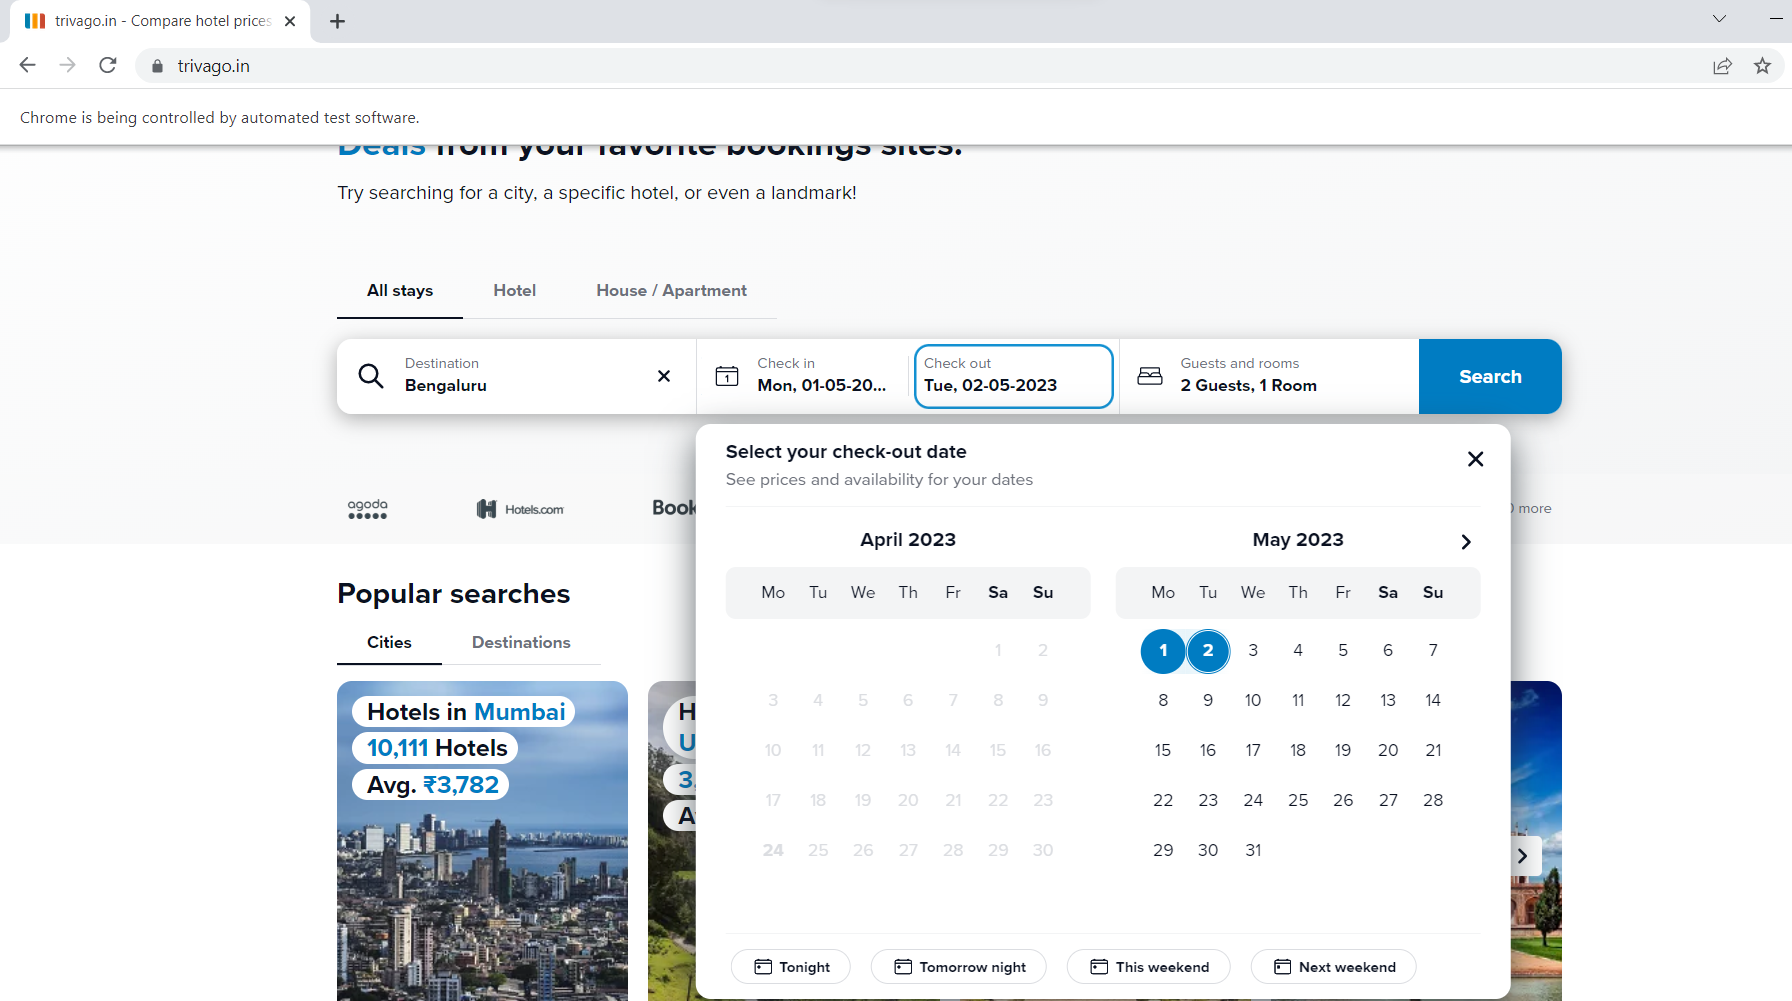 trivago.in - Compare hotel prices
trivago.in
Chrome is being controlled by automated test software.
Deals from your favorite bookings sites.
Try searching for a city, a specific hotel, or even a landmark!
All stays Hotel House / Apartment
Destination
Bengaluru
Check in
Mon, 01-05-20...
Check out
Tue, 02-05-2023
Guests and rooms
2 Guests, 1 Room
Search
agoda Hotels.com Book
more
Select your check-out date
See prices and availability for your dates
April 2023
Mo Tu We Th Fr Sa Su
1 2
3 4 5 6 7 8 9
10 11 12 13 14 15 16
17 18 19 20 21 22 23
24 25 26 27 28 29 30
May 2023
Mo Tu We Th Fr Sa Su
1 2 3 4 5 6 7
8 9 10 11 12 13 14
15 16 17 18 19 20 21
22 23 24 25 26 27 28
29 30 31
Tonight Tomorrow night This weekend Next weekend
Popular searches
Cities Destinations
Hotels in Mumbai
10,111 Hotels
Avg. ₹3,782
H
U
3,